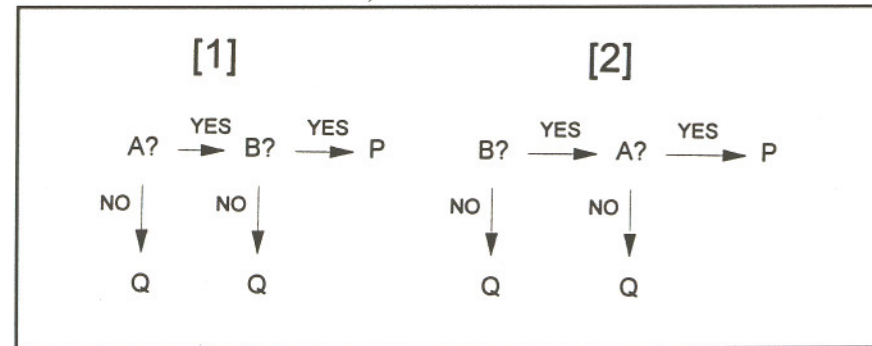 [1] [2]
YES YES YES YES
A? B? P B? A? P
NO NO NO NO
Q Q Q Q